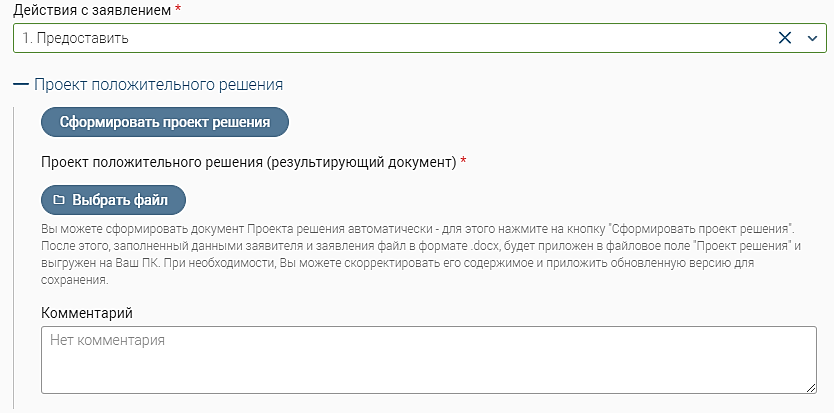 Действия с заявлением *
1. Предоставить
Проект положительного решения
Сформировать проект решения
Проект положительного решения (результирующий документ) *
Выбрать файл
Вы можете сформировать документ Проекта решения автоматически - для этого нажмите на кнопку "Сформировать проект решения".
После этого, заполненный данными заявителя и заявления файл в формате .docx, будет приложен в файловое поле "Проект решения" и
выгружен на Ваш ПК. При необходимости, Вы можете скорректировать его содержимое и приложить обновленную версию для
сохранения.
Комментарий
Нет комментария